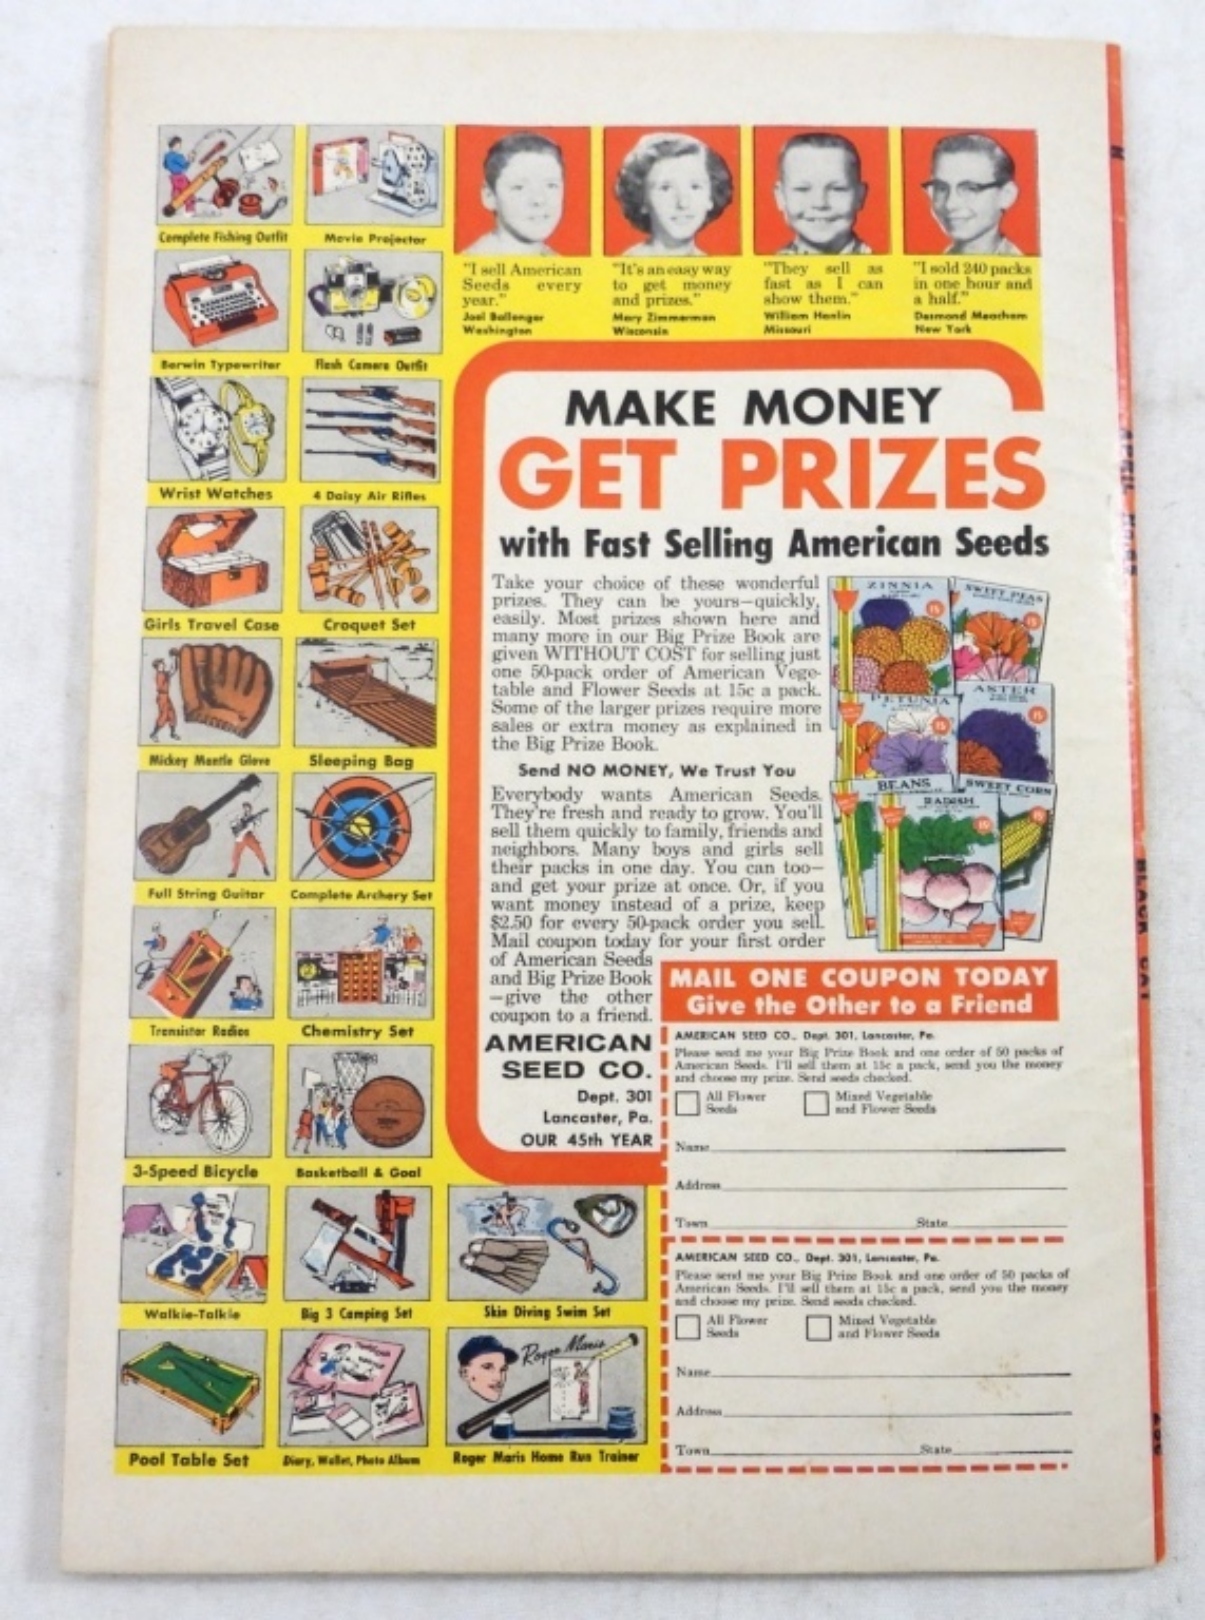 Complete Fishing Outfit
Movie Projector
Berwin Typewriter
Flash Camera Outfit
Wrist Watches
4 Daisy Air Rifles
Girls Travel Case
Croquet Set
Mickey Mantle Glove
Sleeping Bag
Full String Guitar
Complete Archery Set
Transistor Radios
Chemistry Set
3-Speed Bicycle
Basketball & Goal
Walkie-Talkie
Big 3 Camping Set
Skin Diving Swim Set
Pool Table Set
Diary, Wallet, Photo Album
Roger Maris
Roger Maris Home Run Trainer
"I sell American
Seeds every
year."
Joel Ballenger
Washington
"It's an easy way
to get money
and prizes."
Mary Zimmerman
Wisconsin
"They sell as
fast as I can
show them."
William Hanlin
Missouri
"I sold 240 packs
in one hour and
a half."
Desmond Meacham
New York
MAKE MONEY
GET PRIZES
with Fast Selling American Seeds
Take your choice of these wonderful
prizes. They can be yours—quickly,
easily. Most prizes shown here and
many more in our Big Prize Book are
given WITHOUT COST for selling just
one 50-pack order of American Vege-
table and Flower Seeds at 15c a pack.
Some of the larger prizes require more
sales or extra money as explained in
the Big Prize Book.
Send NO MONEY, We Trust You
Everybody wants American Seeds.
They're fresh and ready to grow. You'll
sell them quickly to family, friends and
neighbors. Many boys and girls sell
their packs in one day. You can too—
and get your prize at once. Or, if you
want money instead of a prize, keep
$2.50 for every 50-pack order you sell.
Mail coupon today for your first order
of American Seeds
and Big Prize Book
—give the other
coupon to a friend.
AMERICAN
SEED CO.
Dept. 301
Lancaster, Pa.
OUR 45th YEAR
ZINNIA
15
SWEET PEAS
15
PETUNIA
15
ASTER
15
BEANS
SWEET CORN
15
RADISH
15
MAIL ONE COUPON TODAY
Give the Other to a Friend
AMERICAN SEED CO., Dept. 301, Lancaster, Pa.
Please send me your Big Prize Book and one order of 50 packs of
American Seeds. I'll sell them at 15c a pack, send you the money
and choose my prize. Send seeds checked.
All Flower
Seeds
Mixed Vegetable
and Flower Seeds
Name
Address
Town State
AMERICAN SEED CO., Dept. 301, Lancaster, Pa.
Please send me your Big Prize Book and one order of 50 packs of
American Seeds. I'll sell them at 15c a pack, send you the money
and choose my prize. Send seeds checked.
All Flower
Seeds
Mixed Vegetable
and Flower Seeds
Name
Address
Town State
BLACK CAT